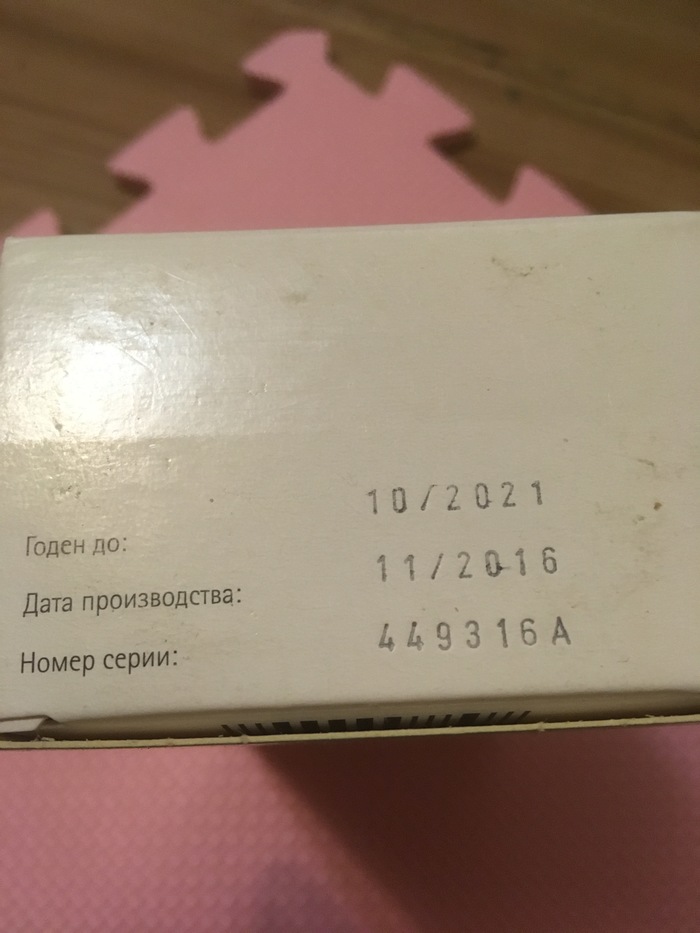 Годен до: 10/2021
Дата производства: 11/2016
Номер серии: 449316A